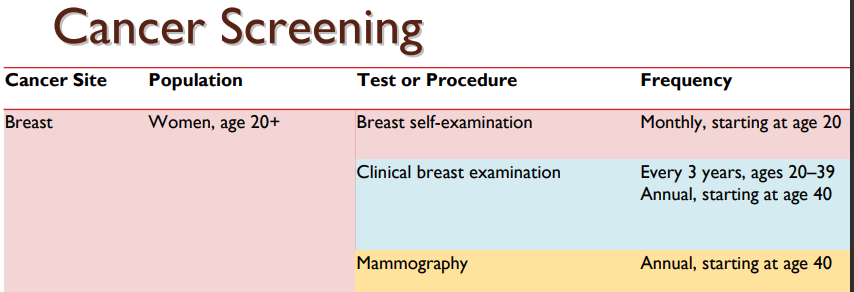 Cancer Screening
Cancer Site Population Test or Procedure Frequency
Breast Women, age 20+ Breast self-examination Monthly, starting at age 20
Clinical breast examination Every 3 years, ages 20–39
Annual, starting at age 40
Mammography Annual, starting at age 40